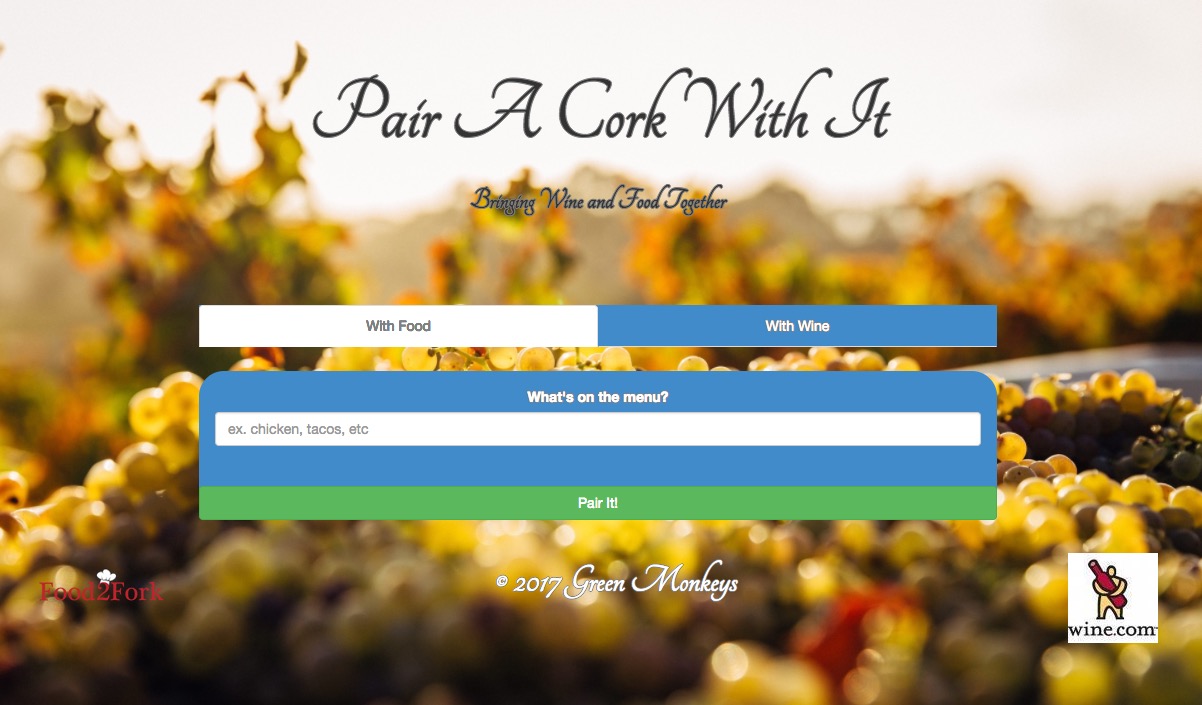 Pair A Cork With It
Bringing Wine and Food Together
With Food
With Wine
What's on the menu?
ex. chicken, tacos, etc
Pair It!
Food2Fork
© 2017 Green Monkeys
wine.com